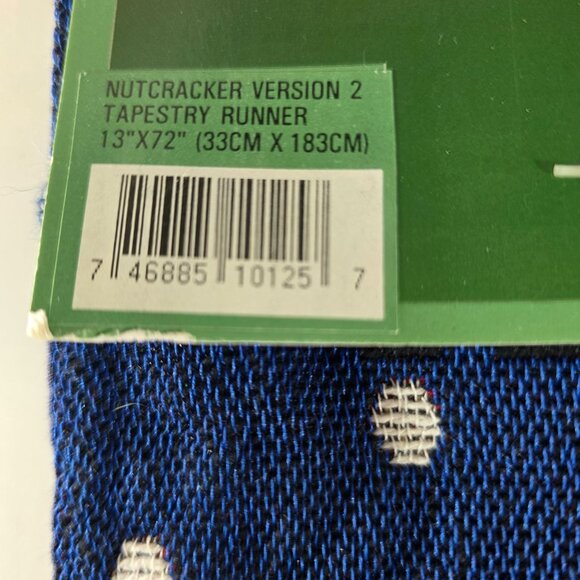 NUTCRACKER VERSION 2
TAPESTRY RUNNER
13"X72" (33CM X 183CM)
7 46885 10125 7